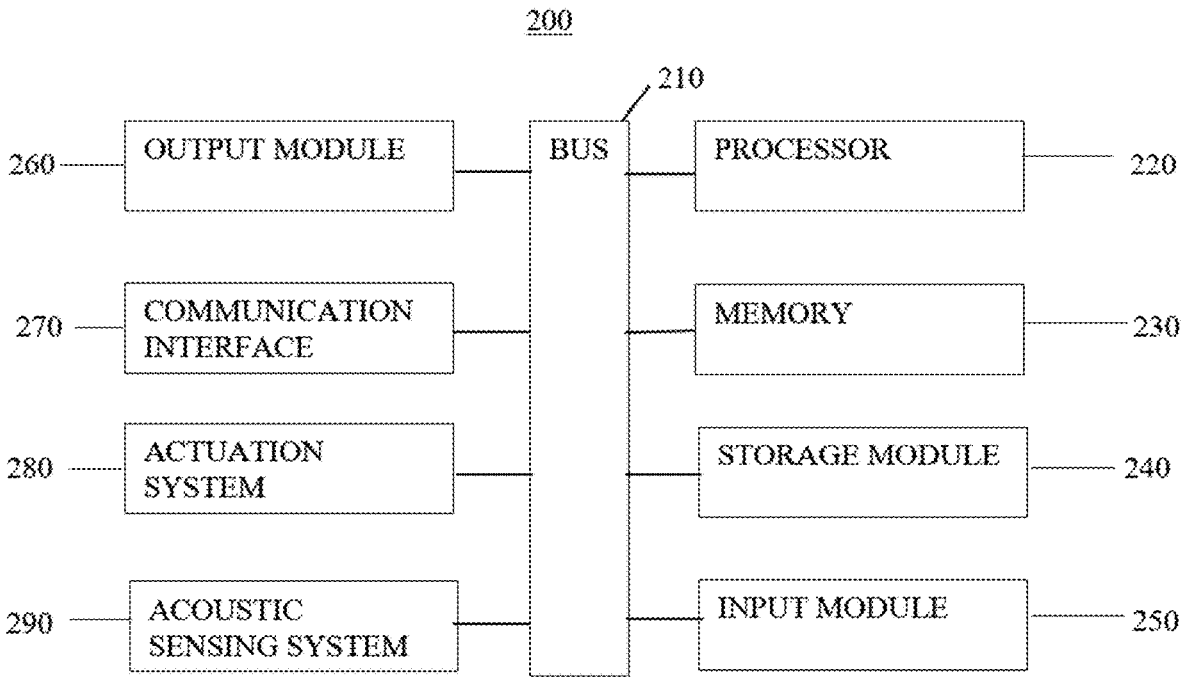 200
210
OUTPUT MODULE
BUS
PROCESSOR
260
220
COMMUNICATION
INTERFACE
MEMORY
270
230
ACTUATION
SYSTEM
STORAGE MODULE
280
240
ACOUSTIC
SENSING SYSTEM
INPUT MODULE
290
250